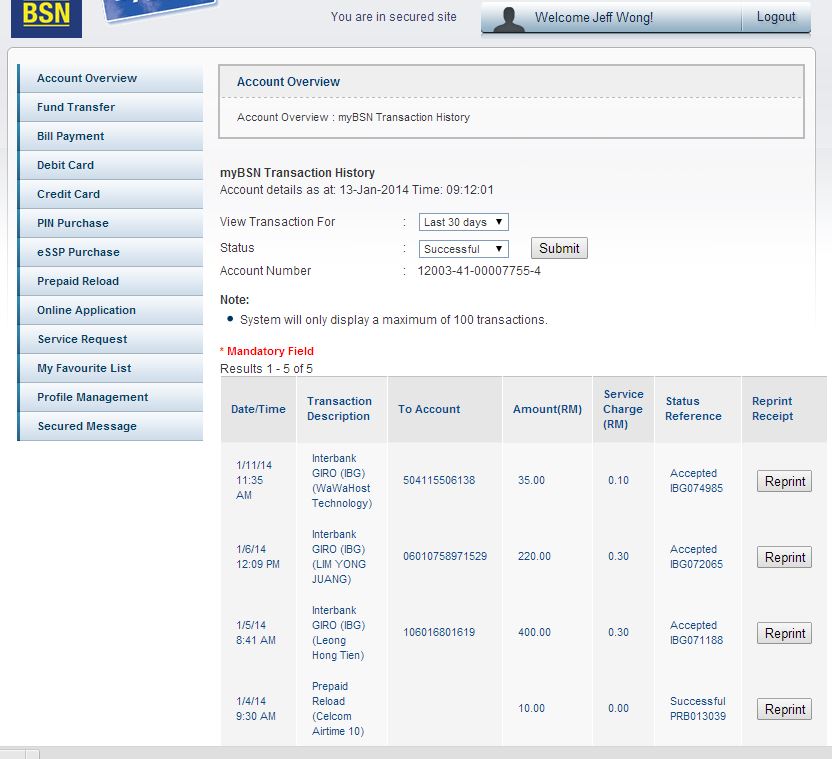 BSN
You are in secured site
Welcome Jeff Wong!
Logout
Account Overview
Fund Transfer
Bill Payment
Debit Card
Credit Card
PIN Purchase
eSSP Purchase
Prepaid Reload
Online Application
Service Request
My Favourite List
Profile Management
Secured Message
Account Overview
Account Overview : myBSN Transaction History
myBSN Transaction History
Account details as at: 13-Jan-2014 Time: 09:12:01
View Transaction For : Last 30 days ▼
Status : Successful ▼ Submit
Account Number : 12003-41-00007755-4
Note:
• System will only display a maximum of 100 transactions.
* Mandatory Field
Results 1 - 5 of 5
Date/Time
Transaction
Description
To Account
Amount(RM)
Service
Charge
(RM)
Status
Reference
Reprint
Receipt
1/11/14
11:35
AM
Interbank
GIRO (IBG)
(WaWaHost
Technology)
504115506138
35.00
0.10
Accepted
IBG074985
Reprint
1/6/14
12:09 PM
Interbank
GIRO (IBG)
(LIM YONG
JUANG)
06010758971529
220.00
0.30
Accepted
IBG072065
Reprint
1/5/14
8:41 AM
Interbank
GIRO (IBG)
(Leong
Hong Tien)
106016801619
400.00
0.30
Accepted
IBG071188
Reprint
1/4/14
9:30 AM
Prepaid
Reload
(Celcom
Airtime 10)
10.00
0.00
Successful
PRB013039
Reprint